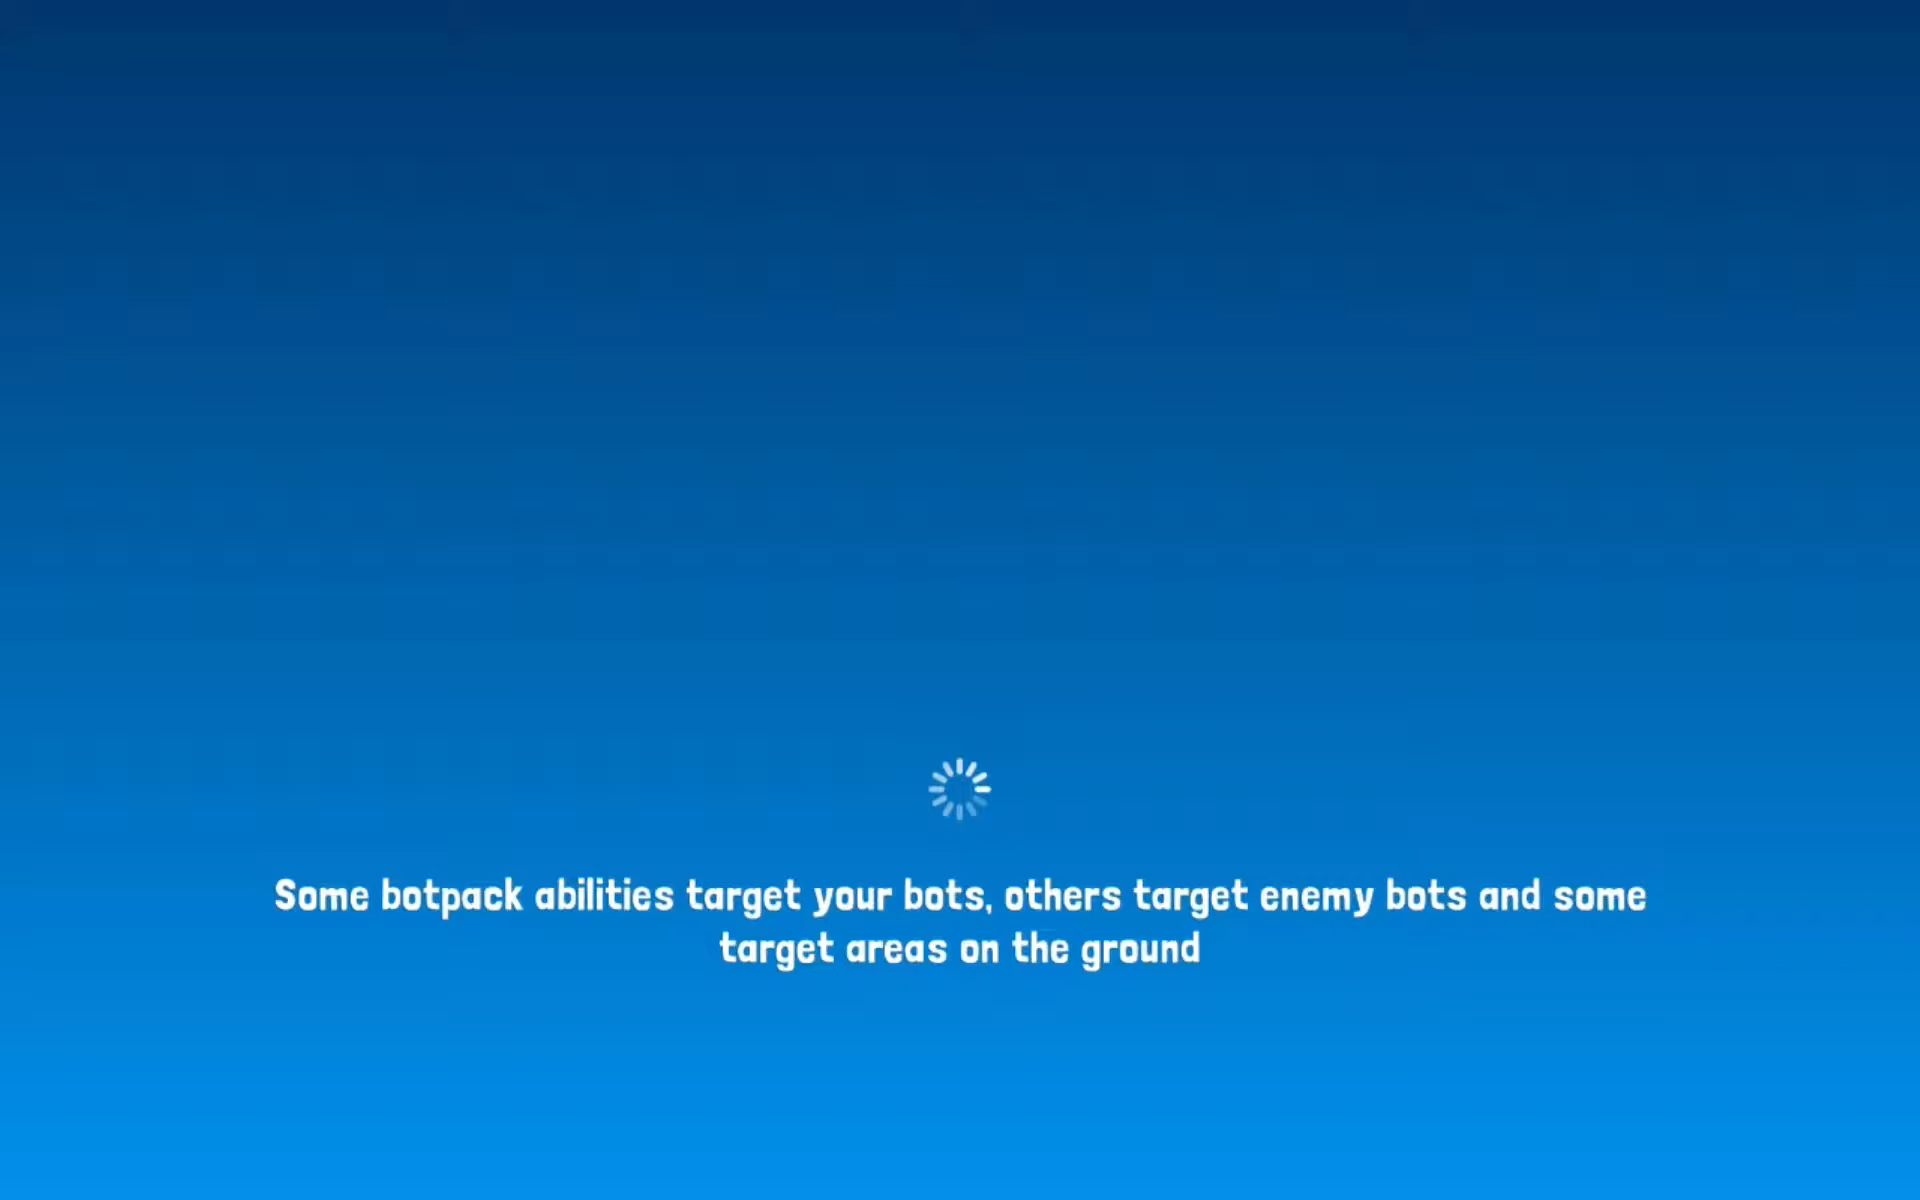 Some botpack abilities target your bots, others target enemy bots and some
target areas on the ground